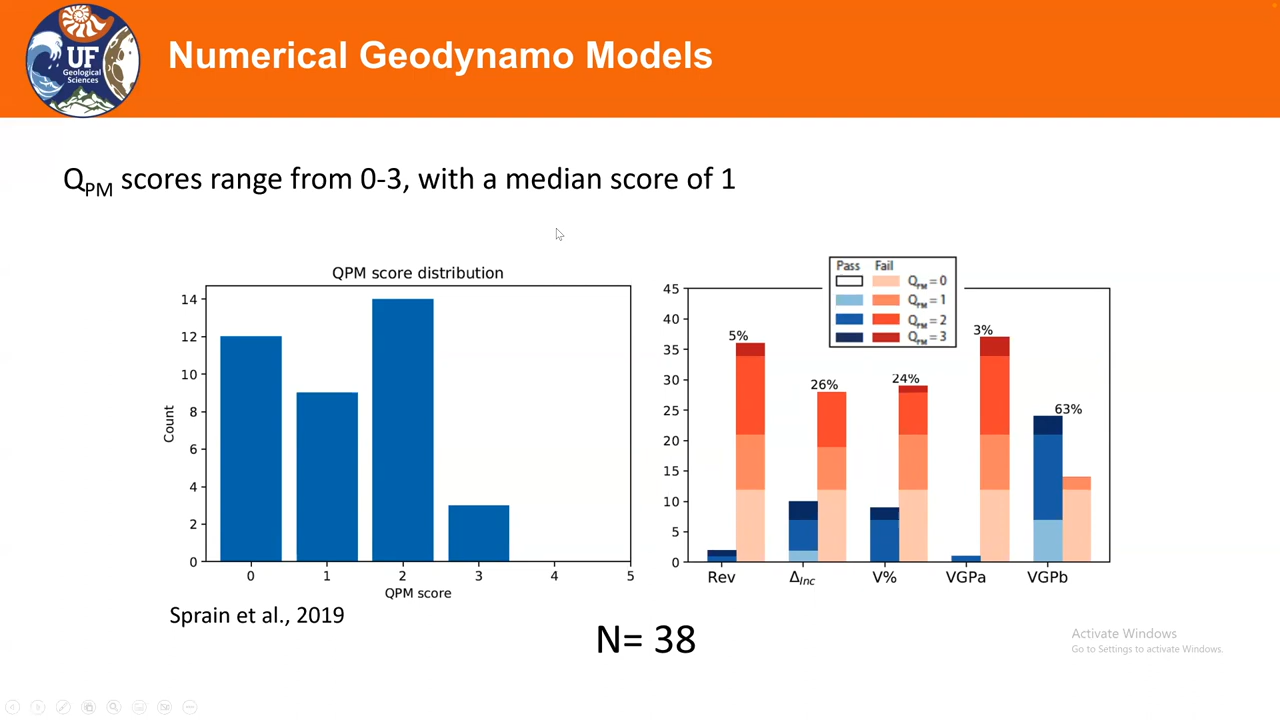 UF
Geological
Sciences
Numerical Geodynamo Models
QPM scores range from 0-3, with a median score of 1
QPM score distribution
14
12
10
8
6
4
2
0
Count
0 1 2 3 4 5
QPM score
Sprain et al., 2019
Pass Fail
QPM = 0
QPM = 1
QPM = 2
QPM = 3
45
40
35
30
25
20
15
10
5
0
5%
26%
24%
3%
63%
Rev ΔInc V% VGPa VGPb
N= 38
Activate Windows
Go to Settings to activate Windows.